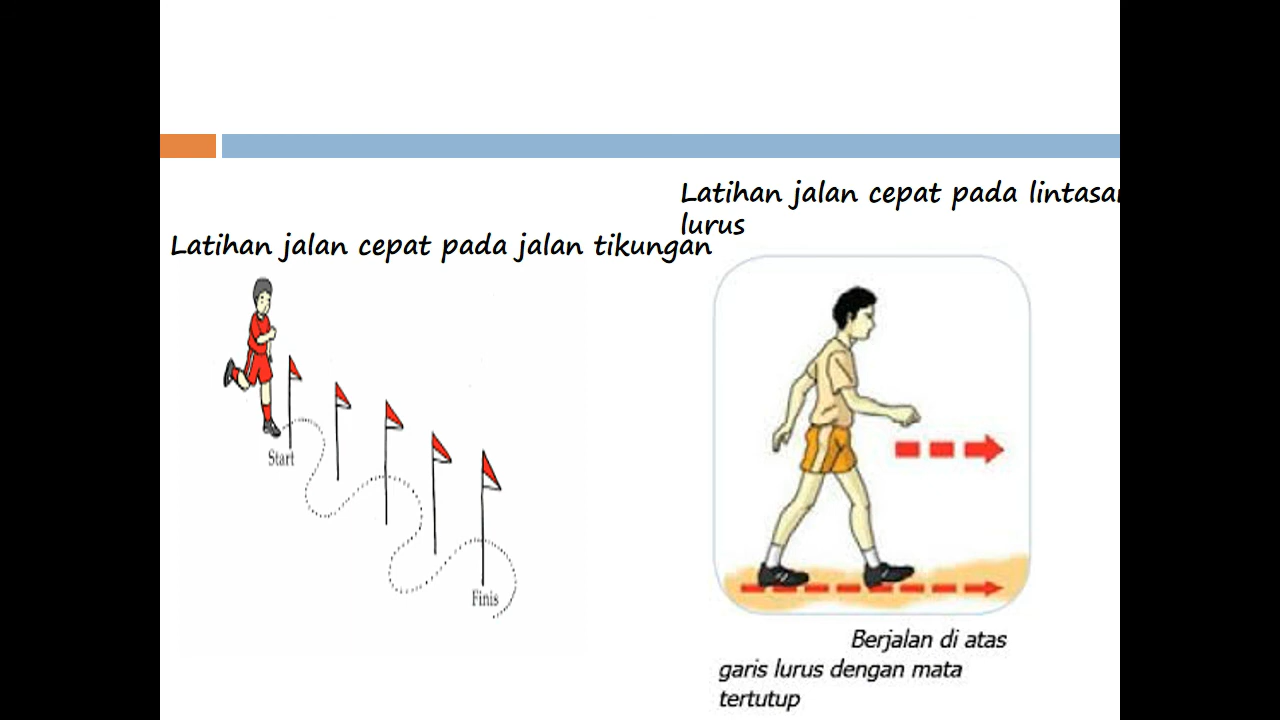 Latihan jalan cepat pada jalan tikungan
Start
Finis
Latihan jalan cepat pada lintasan
lurus
Berjalan di atas
garis lurus dengan mata
tertutup